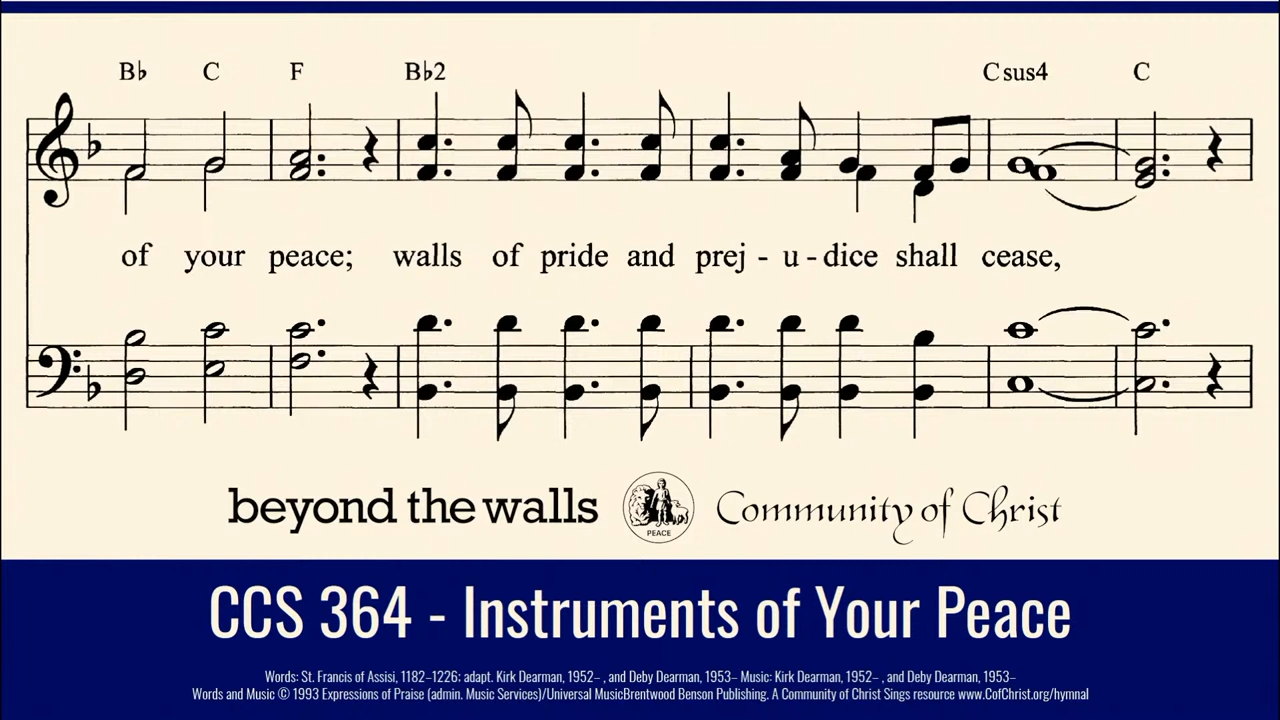 B♭ C F B♭2 C sus4 C
of your peace; walls of pride and prej - u - dice shall cease,
beyond the walls PEACE Community of Christ
CCS 364 - Instruments of Your Peace
Words: St. Francis of Assisi, 1182–1226; adapt. Kirk Dearman, 1952– , and Deby Dearman, 1953– Music: Kirk Dearman, 1952– , and Deby Dearman, 1953–
Words and Music © 1993 Expressions of Praise (admin. Music Services)/Universal MusicBrentwood Benson Publishing. A Community of Christ Sings resource www.CofChrist.org/hymnal